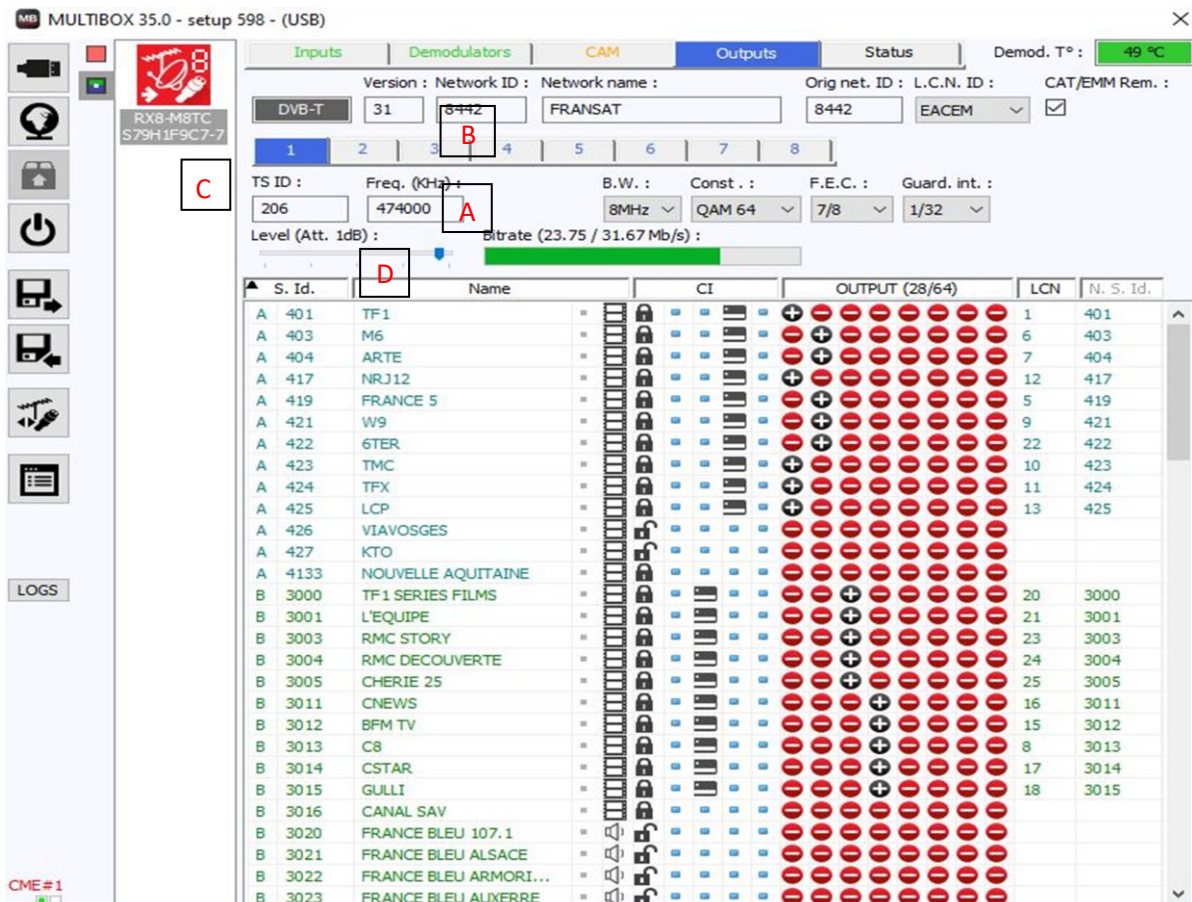 MB MULTIBOX 35.0 - setup 598 - (USB)
Inputs Demodulators CAM Outputs Status Demod. T° : 49 °C
Version : Network ID : Network name : Orig net. ID : L.C.N. ID : CAT/EMM Rem. :
DVB-T 31 8442 FRANSAT 8442 EACEM
8
RX8-M8TC
S79H1F9C7-7
B
1 2 3 4 5 6 7 8
C
TS ID : Freq. (KHz) : B.W. : Const. : F.E.C. : Guard. int. :
206 474000 A 8MHz QAM 64 7/8 1/32
Level (Att. 1dB) : Bitrate (23.75 / 31.67 Mb/s) :
D
S. Id. Name CI OUTPUT (28/64) LCN N. S. Id.
A 401 TF1 1 401
A 403 M6 6 403
A 404 ARTE 7 404
A 417 NRJ12 12 417
A 419 FRANCE 5 5 419
A 421 W9 9 421
A 422 6TER 22 422
A 423 TMC 10 423
A 424 TFX 11 424
A 425 LCP 13 425
A 426 VIAVOSGES
A 427 KTO
A 4133 NOUVELLE AQUITAINE
B 3000 TF1 SERIES FILMS 20 3000
B 3001 L'EQUIPE 21 3001
B 3003 RMC STORY 23 3003
B 3004 RMC DECOUVERTE 24 3004
B 3005 CHERIE 25 25 3005
B 3011 CNEWS 16 3011
B 3012 BFM TV 15 3012
B 3013 C8 8 3013
B 3014 CSTAR 17 3014
B 3015 GULLI 18 3015
B 3016 CANAL SAV
B 3020 FRANCE BLEU 107.1
B 3021 FRANCE BLEU ALSACE
B 3022 FRANCE BLEU ARMORI...
B 3023 FRANCE BLEU AUXERRE
LOGS
CME#1